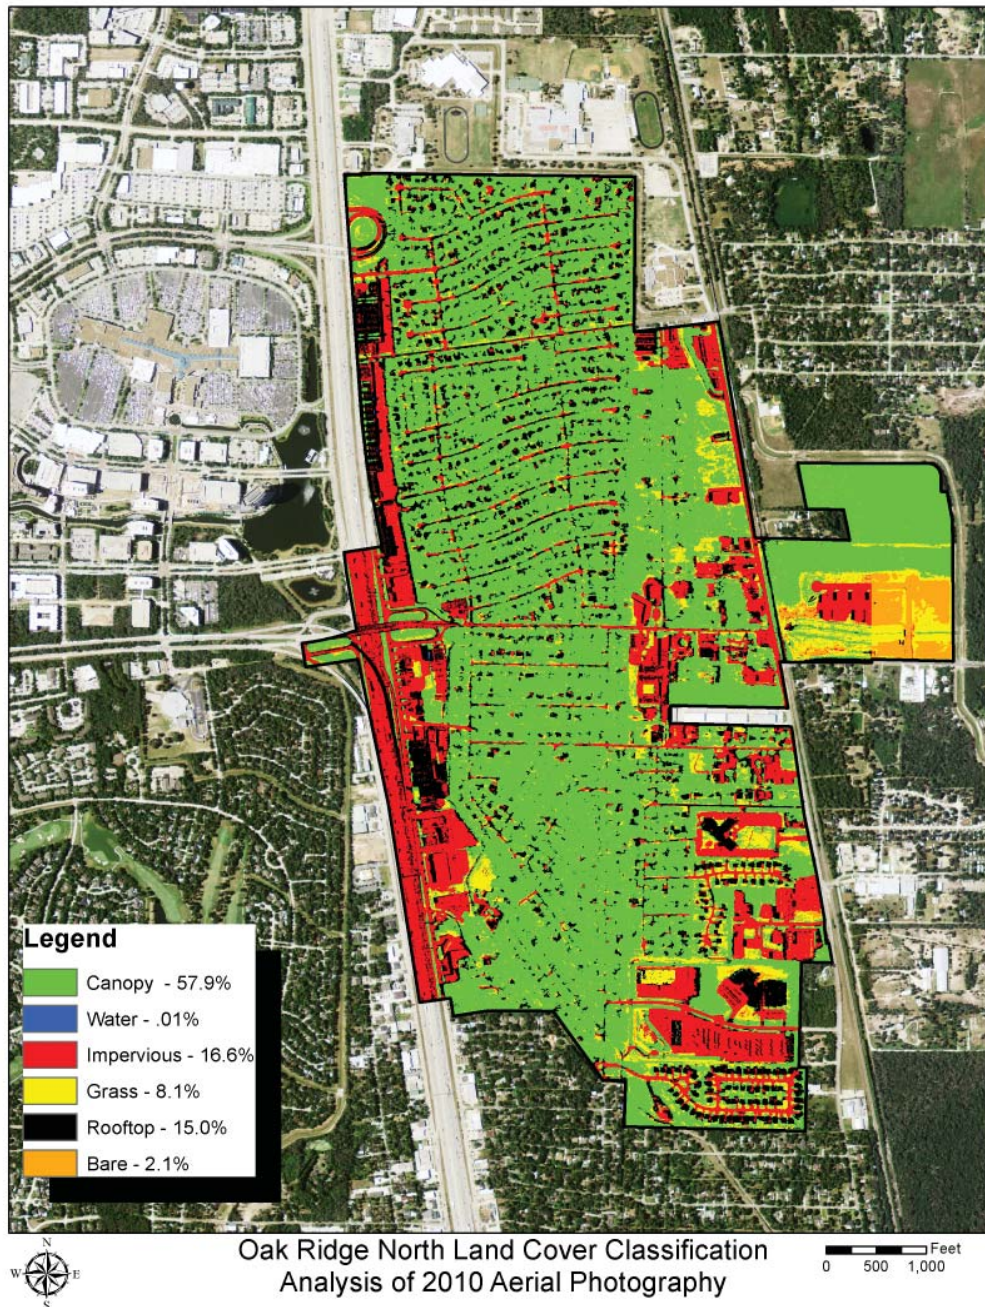 Legend
Canopy - 57.9%
Water - .01%
Impervious - 16.6%
Grass - 8.1%
Rooftop - 15.0%
Bare - 2.1%
N
W E
S
Oak Ridge North Land Cover Classification
Analysis of 2010 Aerial Photography
Feet
0 500 1,000